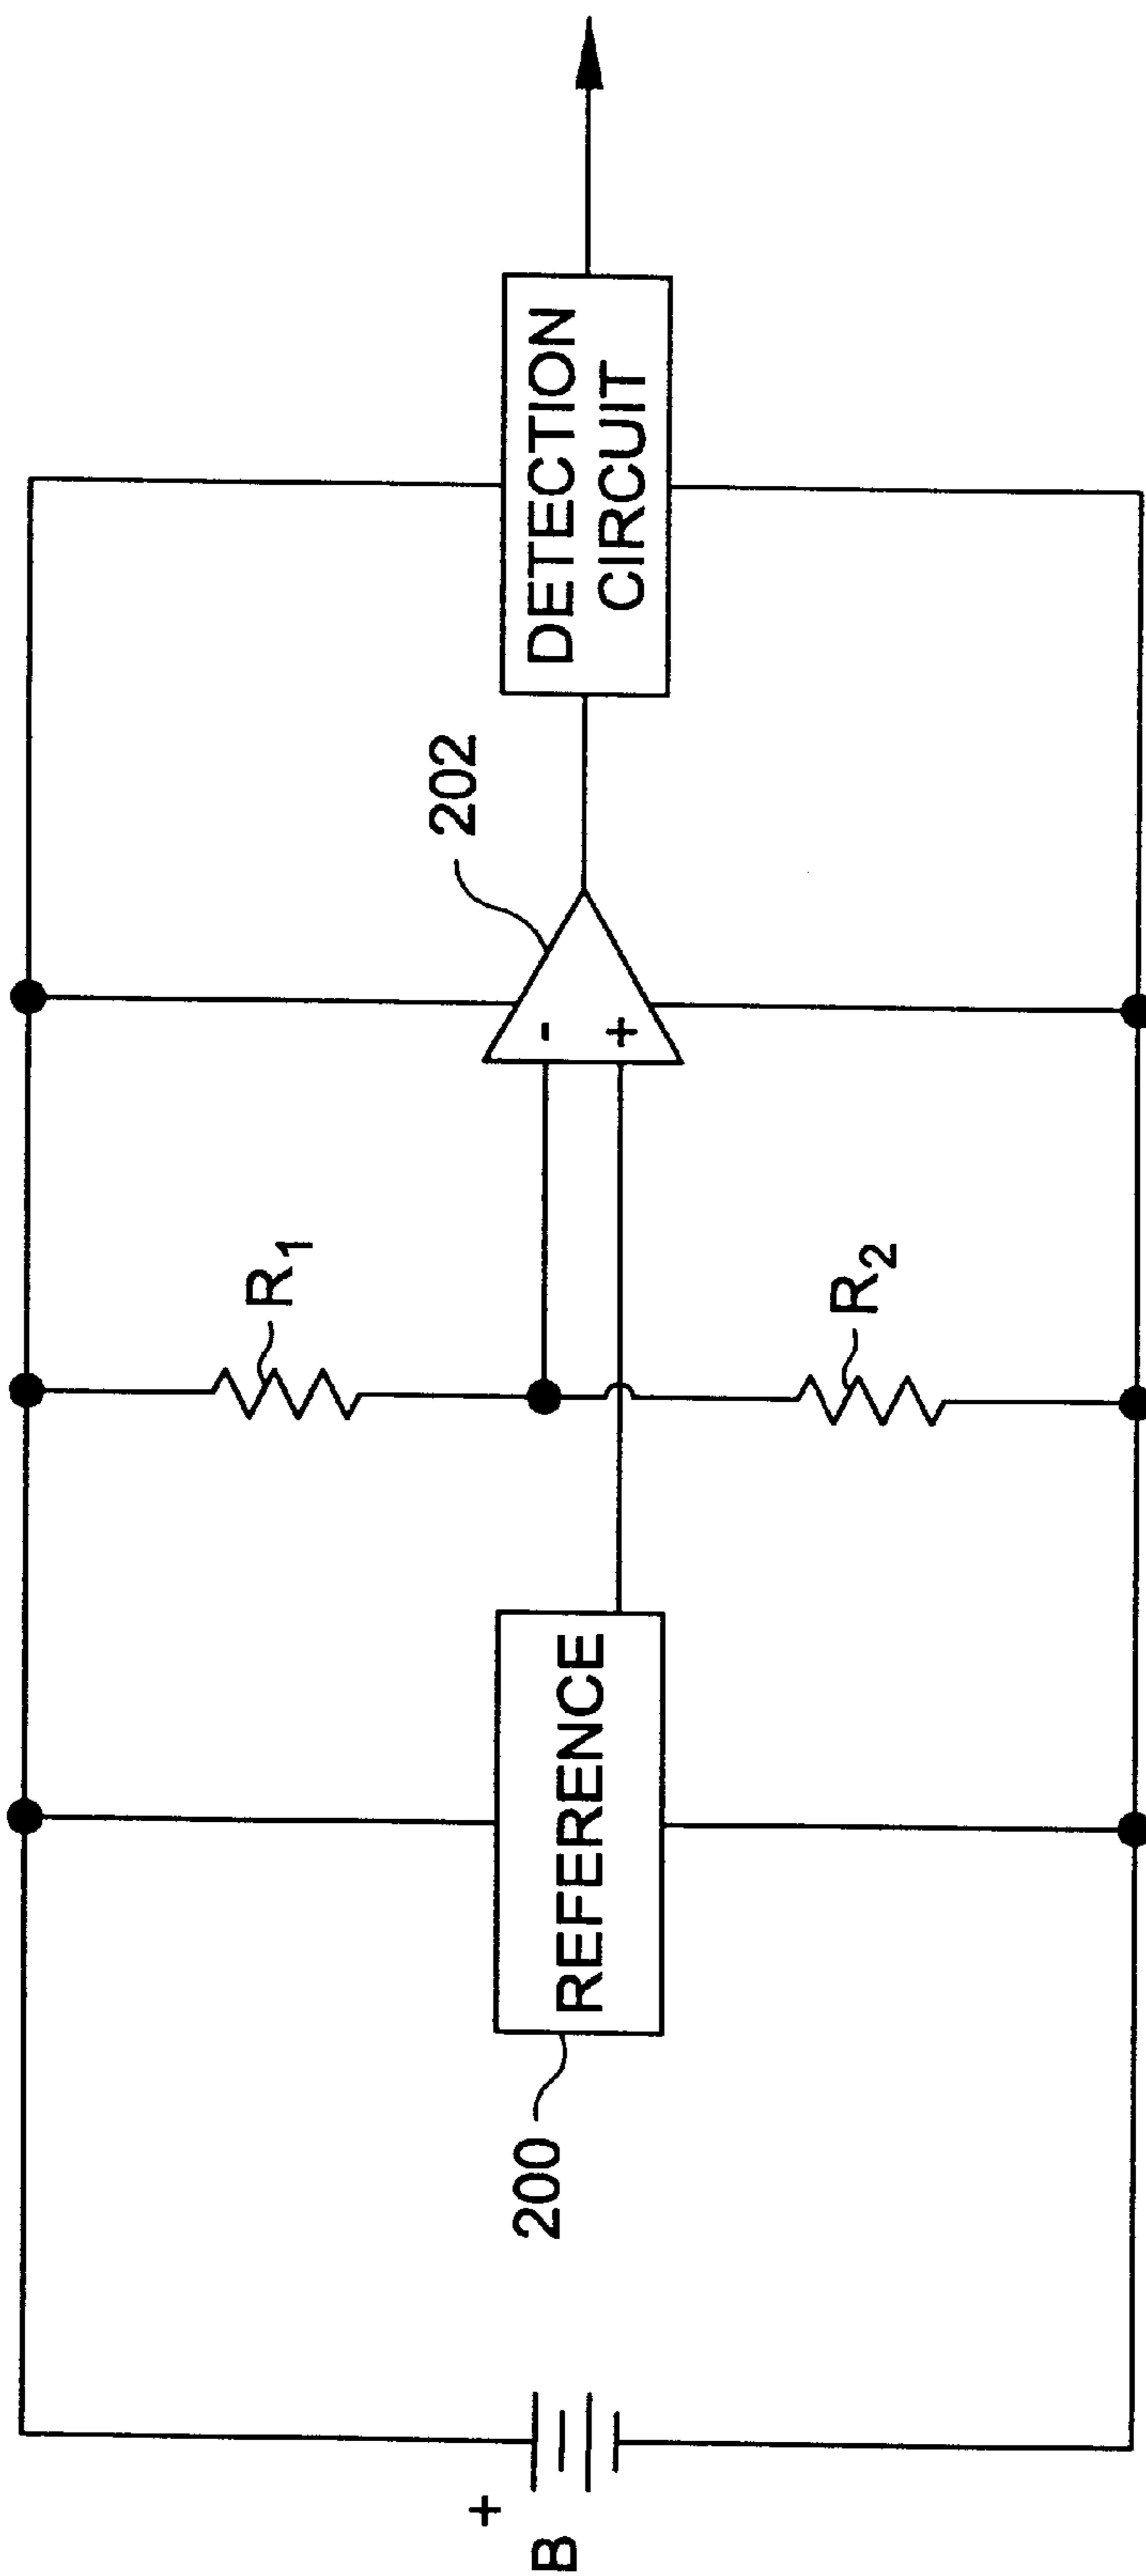 +
B
200
REFERENCE
R1
R2
-
+
202
DETECTION
CIRCUIT